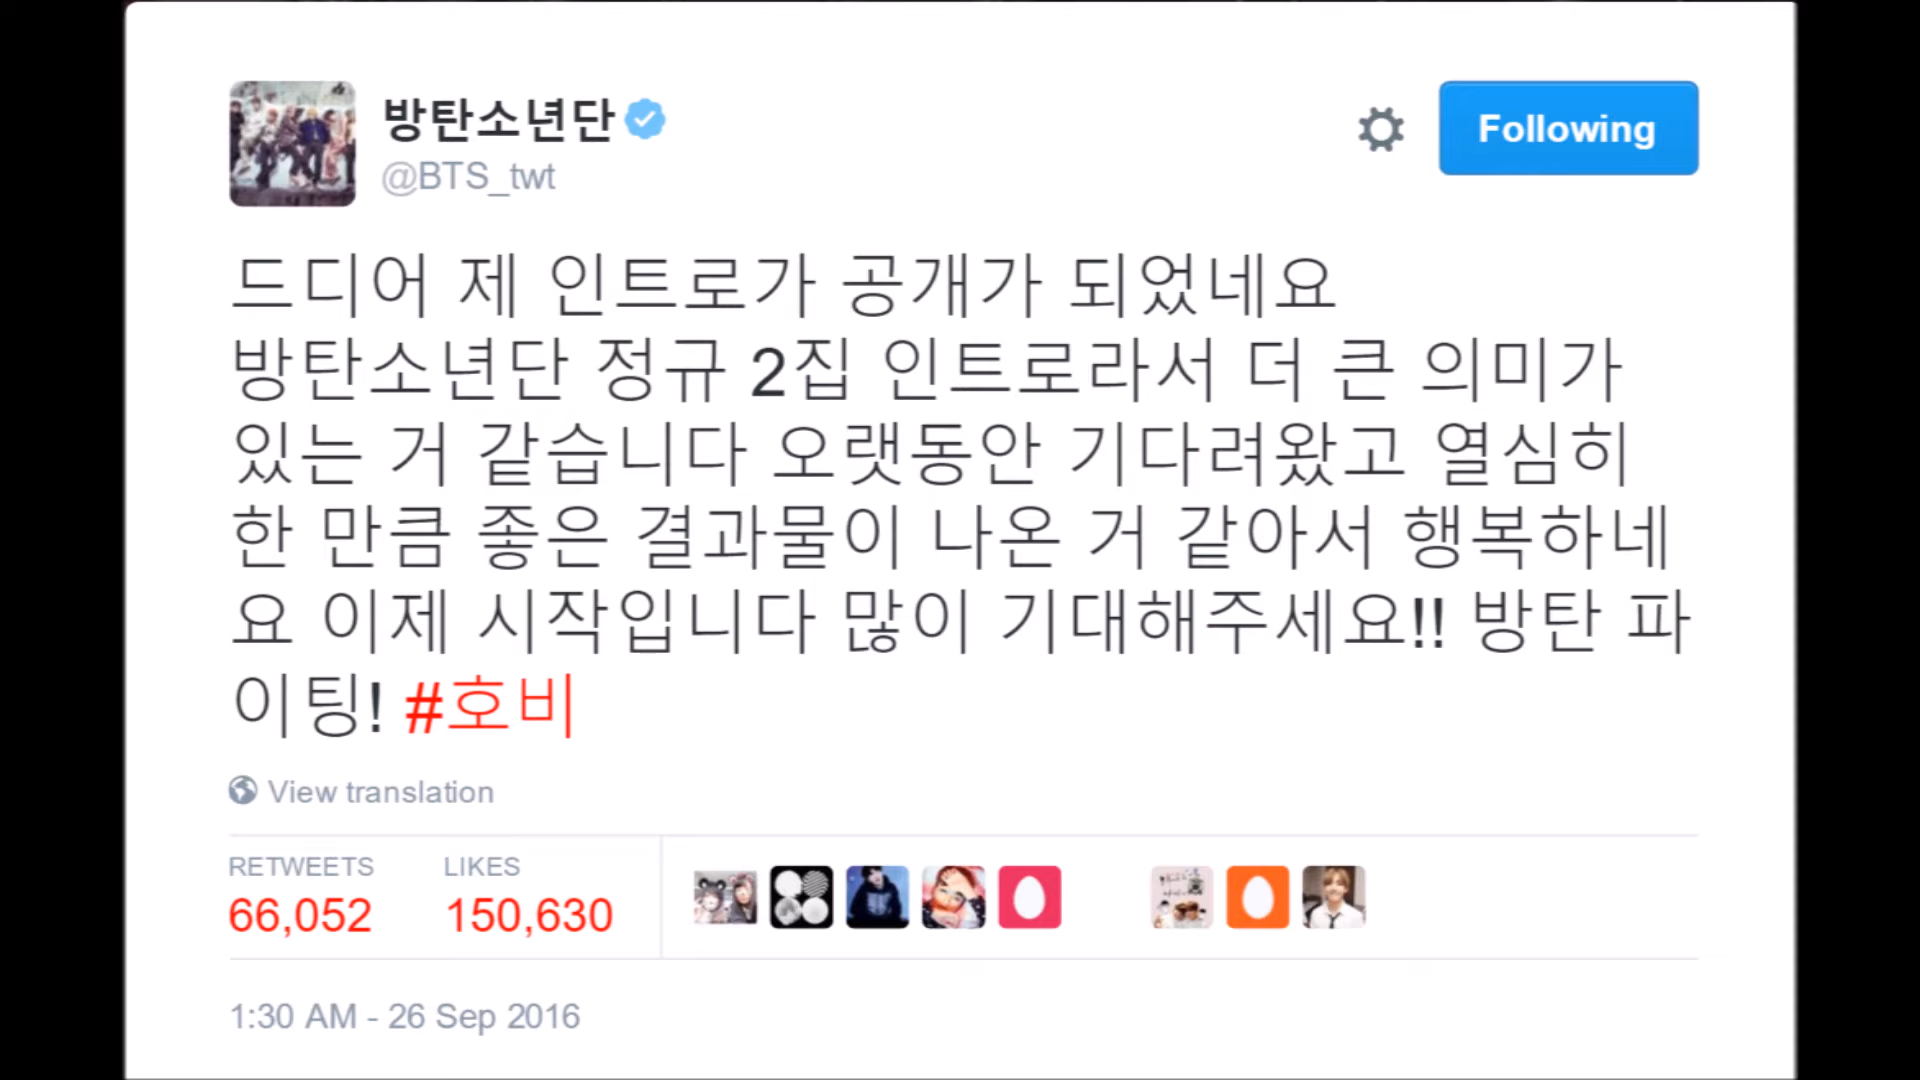 방탄소년단
@BTS_twt
Following
드디어 제 인트로가 공개가 되었네요
방탄소년단 정규 2집 인트로라서 더 큰 의미가
있는 거 같습니다 오랫동안 기다려왔고 열심히
한 만큼 좋은 결과물이 나온 거 같아서 행복하네
요 이제 시작입니다 많이 기대해주세요!! 방탄 파
이팅! #호비
View translation
RETWEETS LIKES
66,052 150,630
1:30 AM - 26 Sep 2016